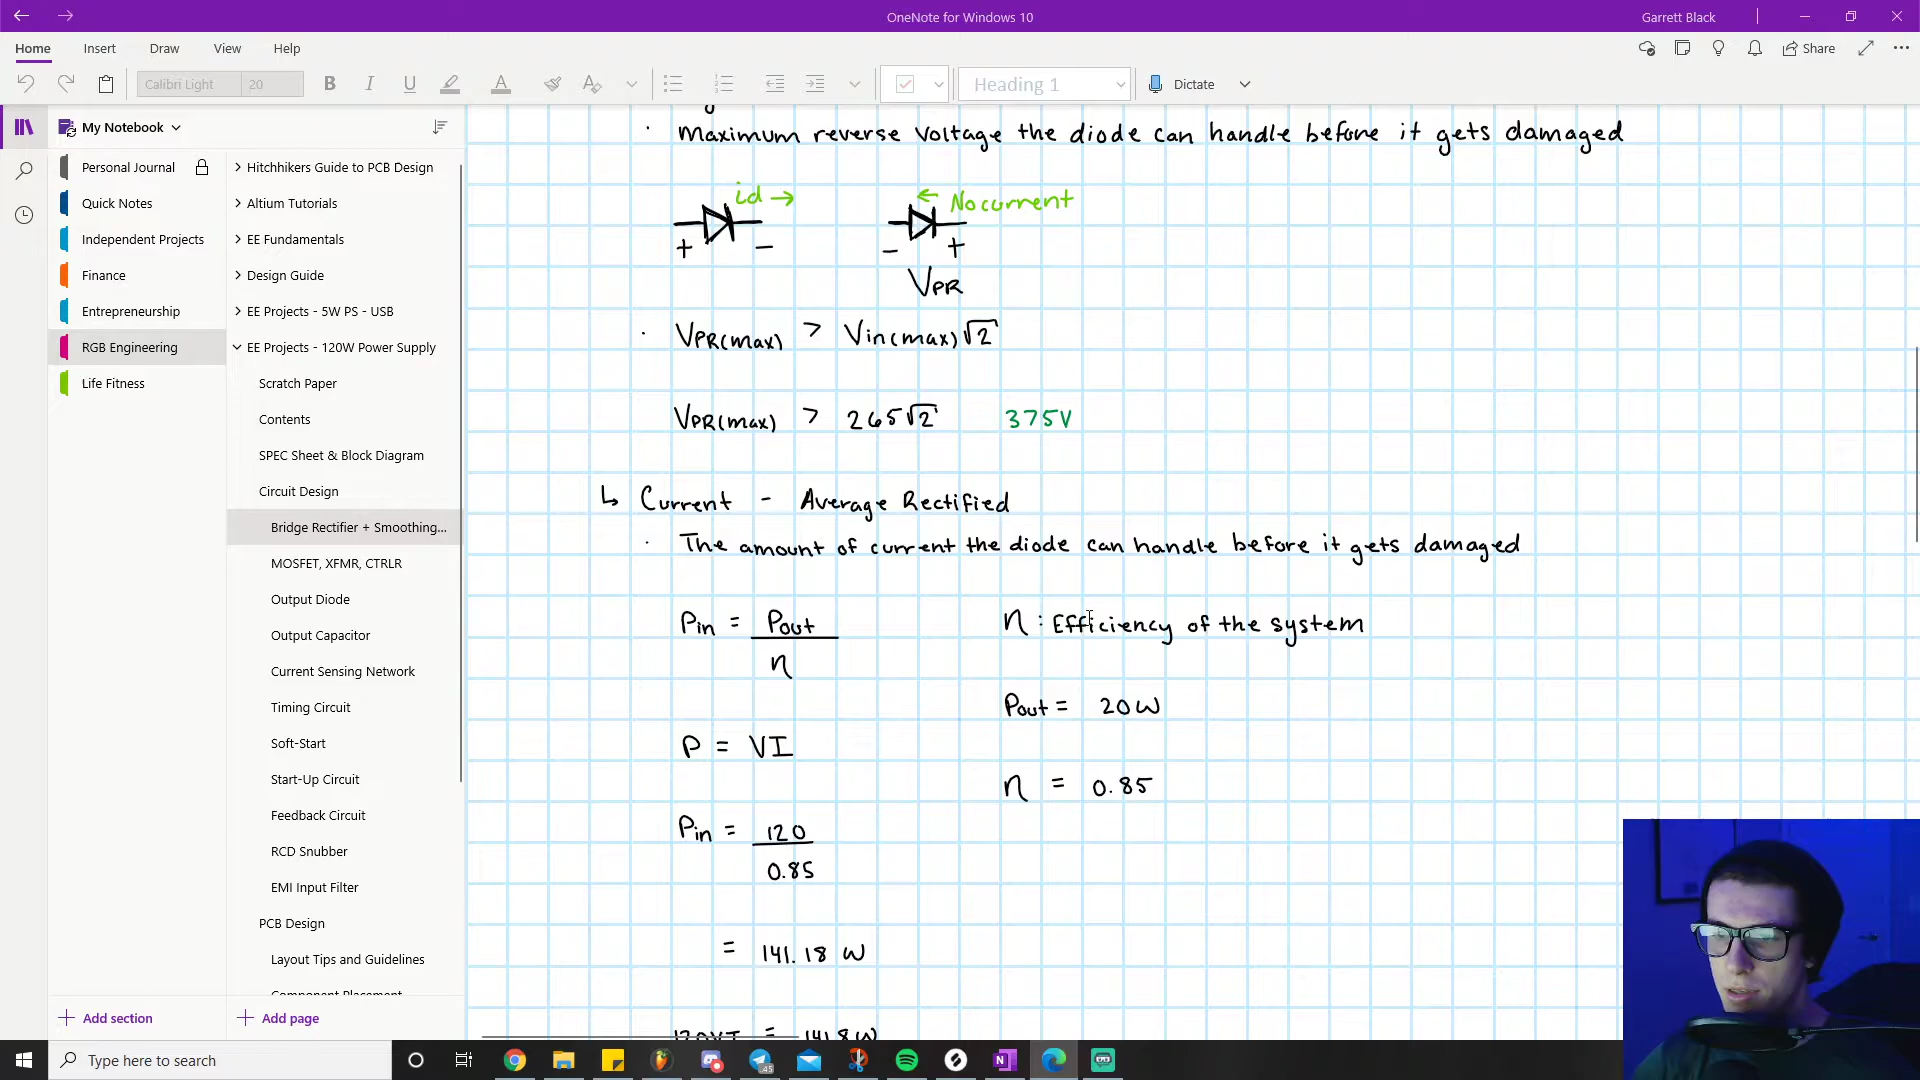 OneNote for Windows 10
Garrett Black
Home
Insert
Draw
View
Help
Share
Calibri Light
20
B
I
U
A
Heading 1
Dictate
My Notebook
Personal Journal
Quick Notes
Independent Projects
Finance
Entrepreneurship
RGB Engineering
Life Fitness
Hitchhikers Guide to PCB Design
Altium Tutorials
EE Fundamentals
Design Guide
EE Projects - 5W PS - USB
EE Projects - 120W Power Supply
Scratch Paper
Contents
SPEC Sheet & Block Diagram
Circuit Design
Bridge Rectifier + Smoothing...
MOSFET, XFMR, CTRLR
Output Diode
Output Capacitor
Current Sensing Network
Timing Circuit
Soft-Start
Start-Up Circuit
Feedback Circuit
RCD Snubber
EMI Input Filter
PCB Design
Layout Tips and Guidelines
Component Placement
Add section
Add page
· Maximum reverse voltage the diode can handle before it gets damaged
id → ← No current
+ - - +
VPR
· VPR(max) > Vin(max)√2
VPR(max) > 265√2 375V
↳ Current - Average Rectified
· The amount of current the diode can handle before it gets damaged
Pin = Pout / η
η : Efficiency of the system
Pout = 20W
P = VI
η = 0.85
Pin = 120 / 0.85
= 141.18 W
= 141.8W
Type here to search
45